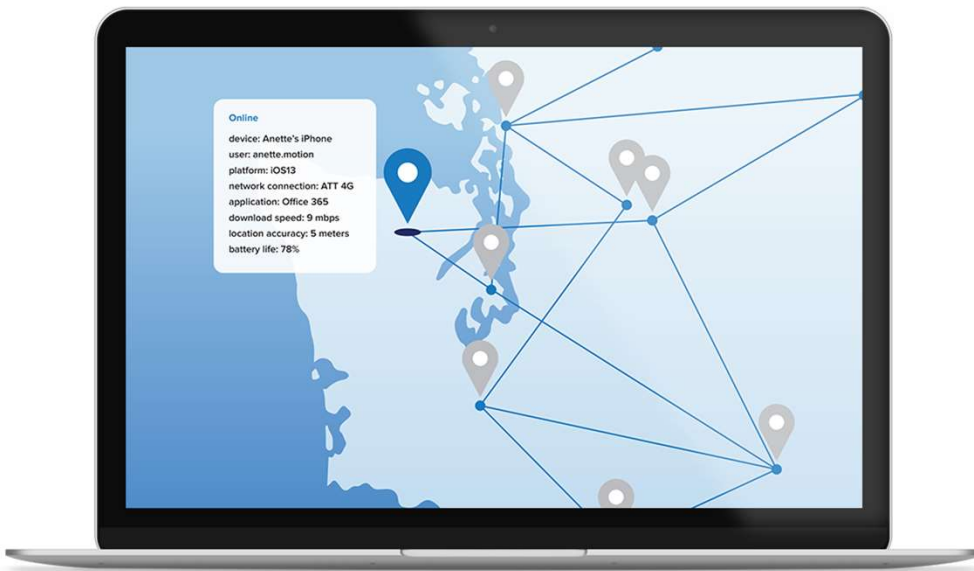 Online
device: Anette's iPhone
user: anette.motion
platform: iOS13
network connection: ATT 4G
application: Office 365
download speed: 9 mbps
location accuracy: 5 meters
battery life: 78%